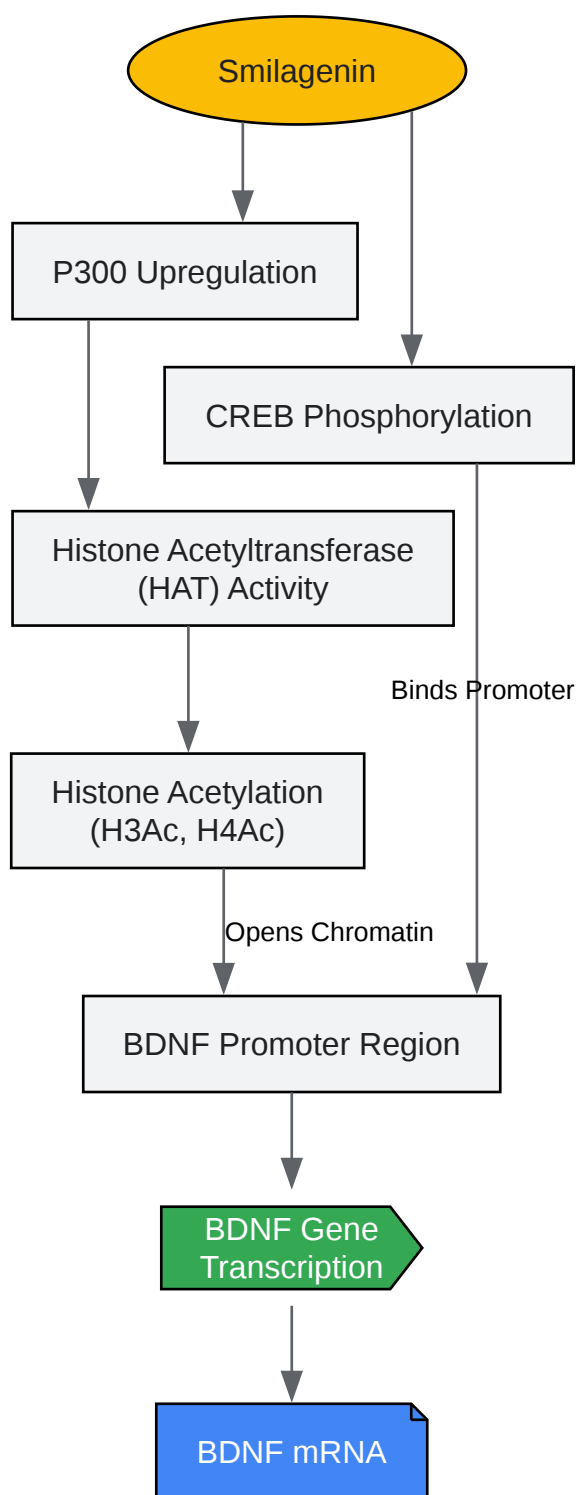 Smilagenin
P300 Upregulation
CREB Phosphorylation
Histone Acetyltransferase
(HAT) Activity
Binds Promoter
Histone Acetylation
(H3Ac, H4Ac)
Opens Chromatin
BDNF Promoter Region
BDNF Gene
Transcription
BDNF mRNA